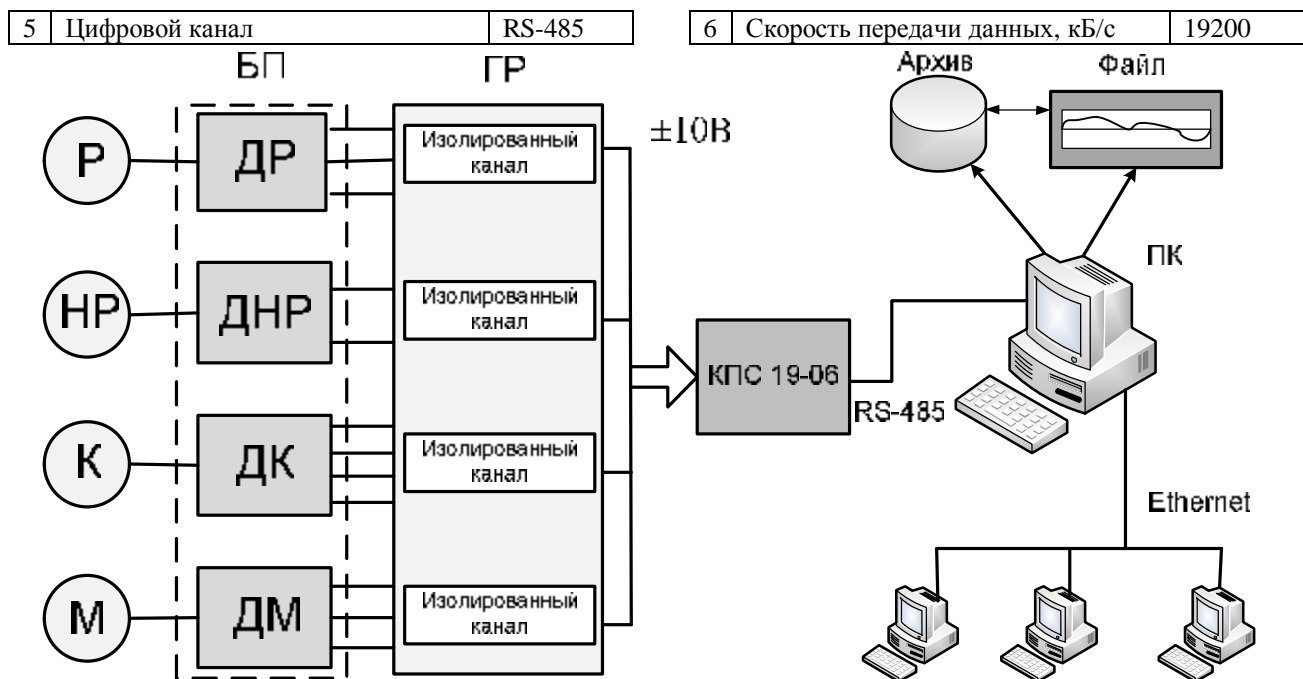 5 Цифровой канал RS-485 6 Скорость передачи данных, кБ/с 19200
БП ГР Архив Файл
±10В
Р ДР Изолированный
канал
ПК
НР ДНР Изолированный
канал
КПС 19-06
RS-485
К ДК Изолированный
канал
Ethernet
М ДМ Изолированный
канал